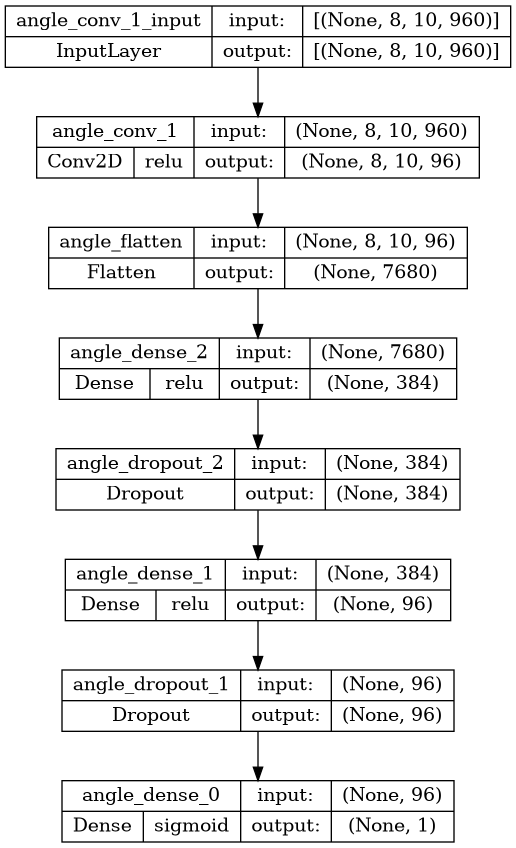 angle_conv_1_input input: [(None, 8, 10, 960)]
InputLayer output: [(None, 8, 10, 960)]
angle_conv_1 input: (None, 8, 10, 960)
Conv2D relu output: (None, 8, 10, 96)
angle_flatten input: (None, 8, 10, 96)
Flatten output: (None, 7680)
angle_dense_2 input: (None, 7680)
Dense relu output: (None, 384)
angle_dropout_2 input: (None, 384)
Dropout output: (None, 384)
angle_dense_1 input: (None, 384)
Dense relu output: (None, 96)
angle_dropout_1 input: (None, 96)
Dropout output: (None, 96)
angle_dense_0 input: (None, 96)
Dense sigmoid output: (None, 1)